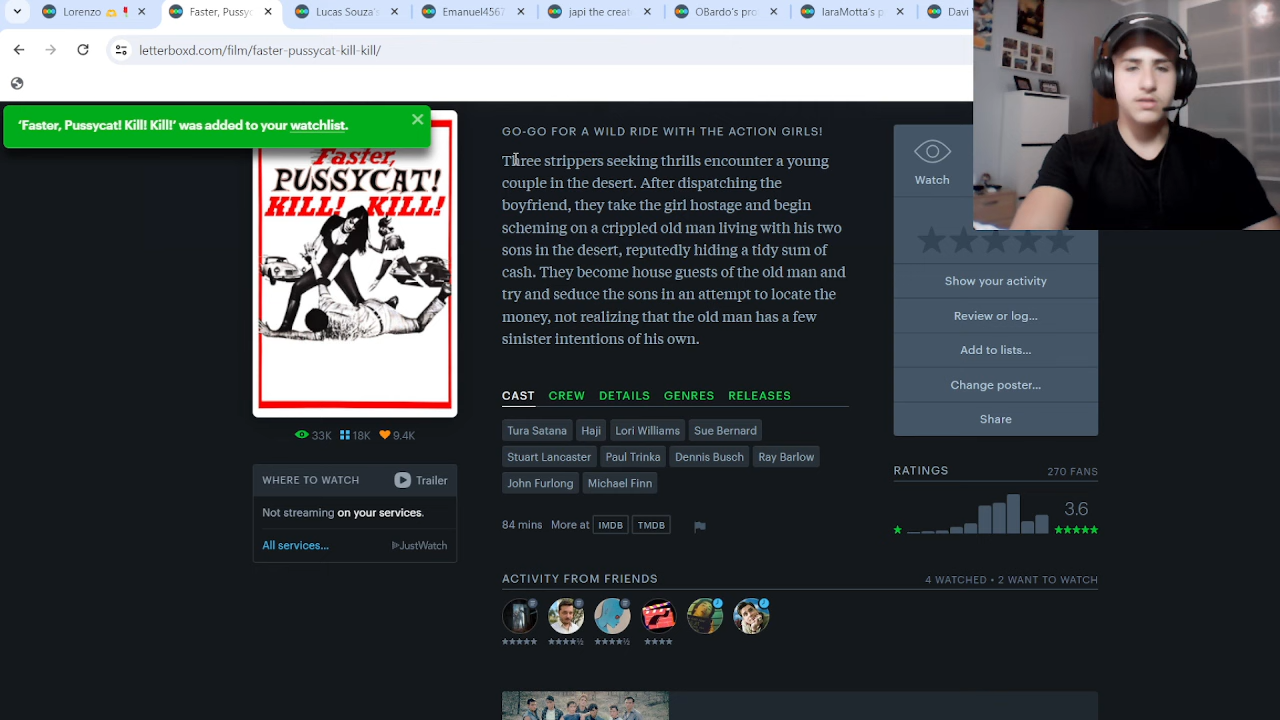 Lorenzo
Faster, Pussyc
Lucas Souza'
Emanuel4567
japi the creat
OBardo's pro
IaraMotta's p
Davi
letterboxd.com/film/faster-pussycat-kill-kill/
'Faster, Pussycat! Kill! Kill!' was added to your watchlist.
Faster,
PUSSYCAT!
KILL! KILL!
33K 18K 9.4K
WHERE TO WATCH Trailer
Not streaming on your services.
All services... JustWatch
GO-GO FOR A WILD RIDE WITH THE ACTION GIRLS!
Three strippers seeking thrills encounter a young
couple in the desert. After dispatching the
boyfriend, they take the girl hostage and begin
scheming on a crippled old man living with his two
sons in the desert, reputedly hiding a tidy sum of
cash. They become house guests of the old man and
try and seduce the sons in an attempt to locate the
money, not realizing that the old man has a few
sinister intentions of his own.
CAST CREW DETAILS GENRES RELEASES
Tura Satana Haji Lori Williams Sue Bernard
Stuart Lancaster Paul Trinka Dennis Busch Ray Barlow
John Furlong Michael Finn
84 mins More at IMDB TMDB
ACTIVITY FROM FRIENDS 4 WATCHED • 2 WANT TO WATCH
Watch
Show your activity
Review or log...
Add to lists...
Change poster...
Share
RATINGS 270 FANS
3.6